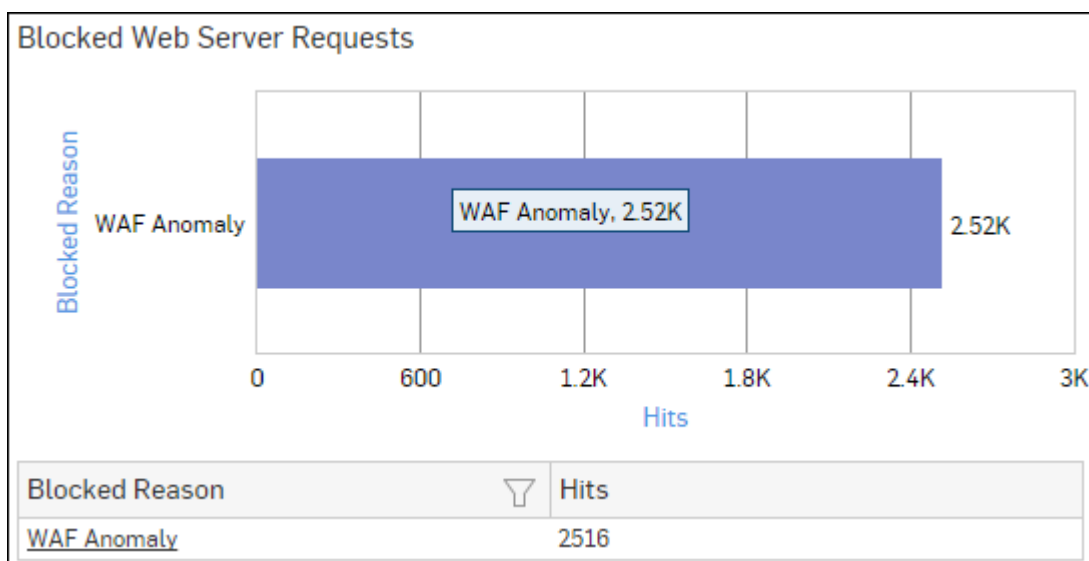 Blocked Web Server Requests
Blocked Reason
WAF Anomaly
WAF Anomaly, 2.52K
2.52K
0 600 1.2K 1.8K 2.4K 3K
Hits
Blocked Reason Hits
WAF Anomaly 2516